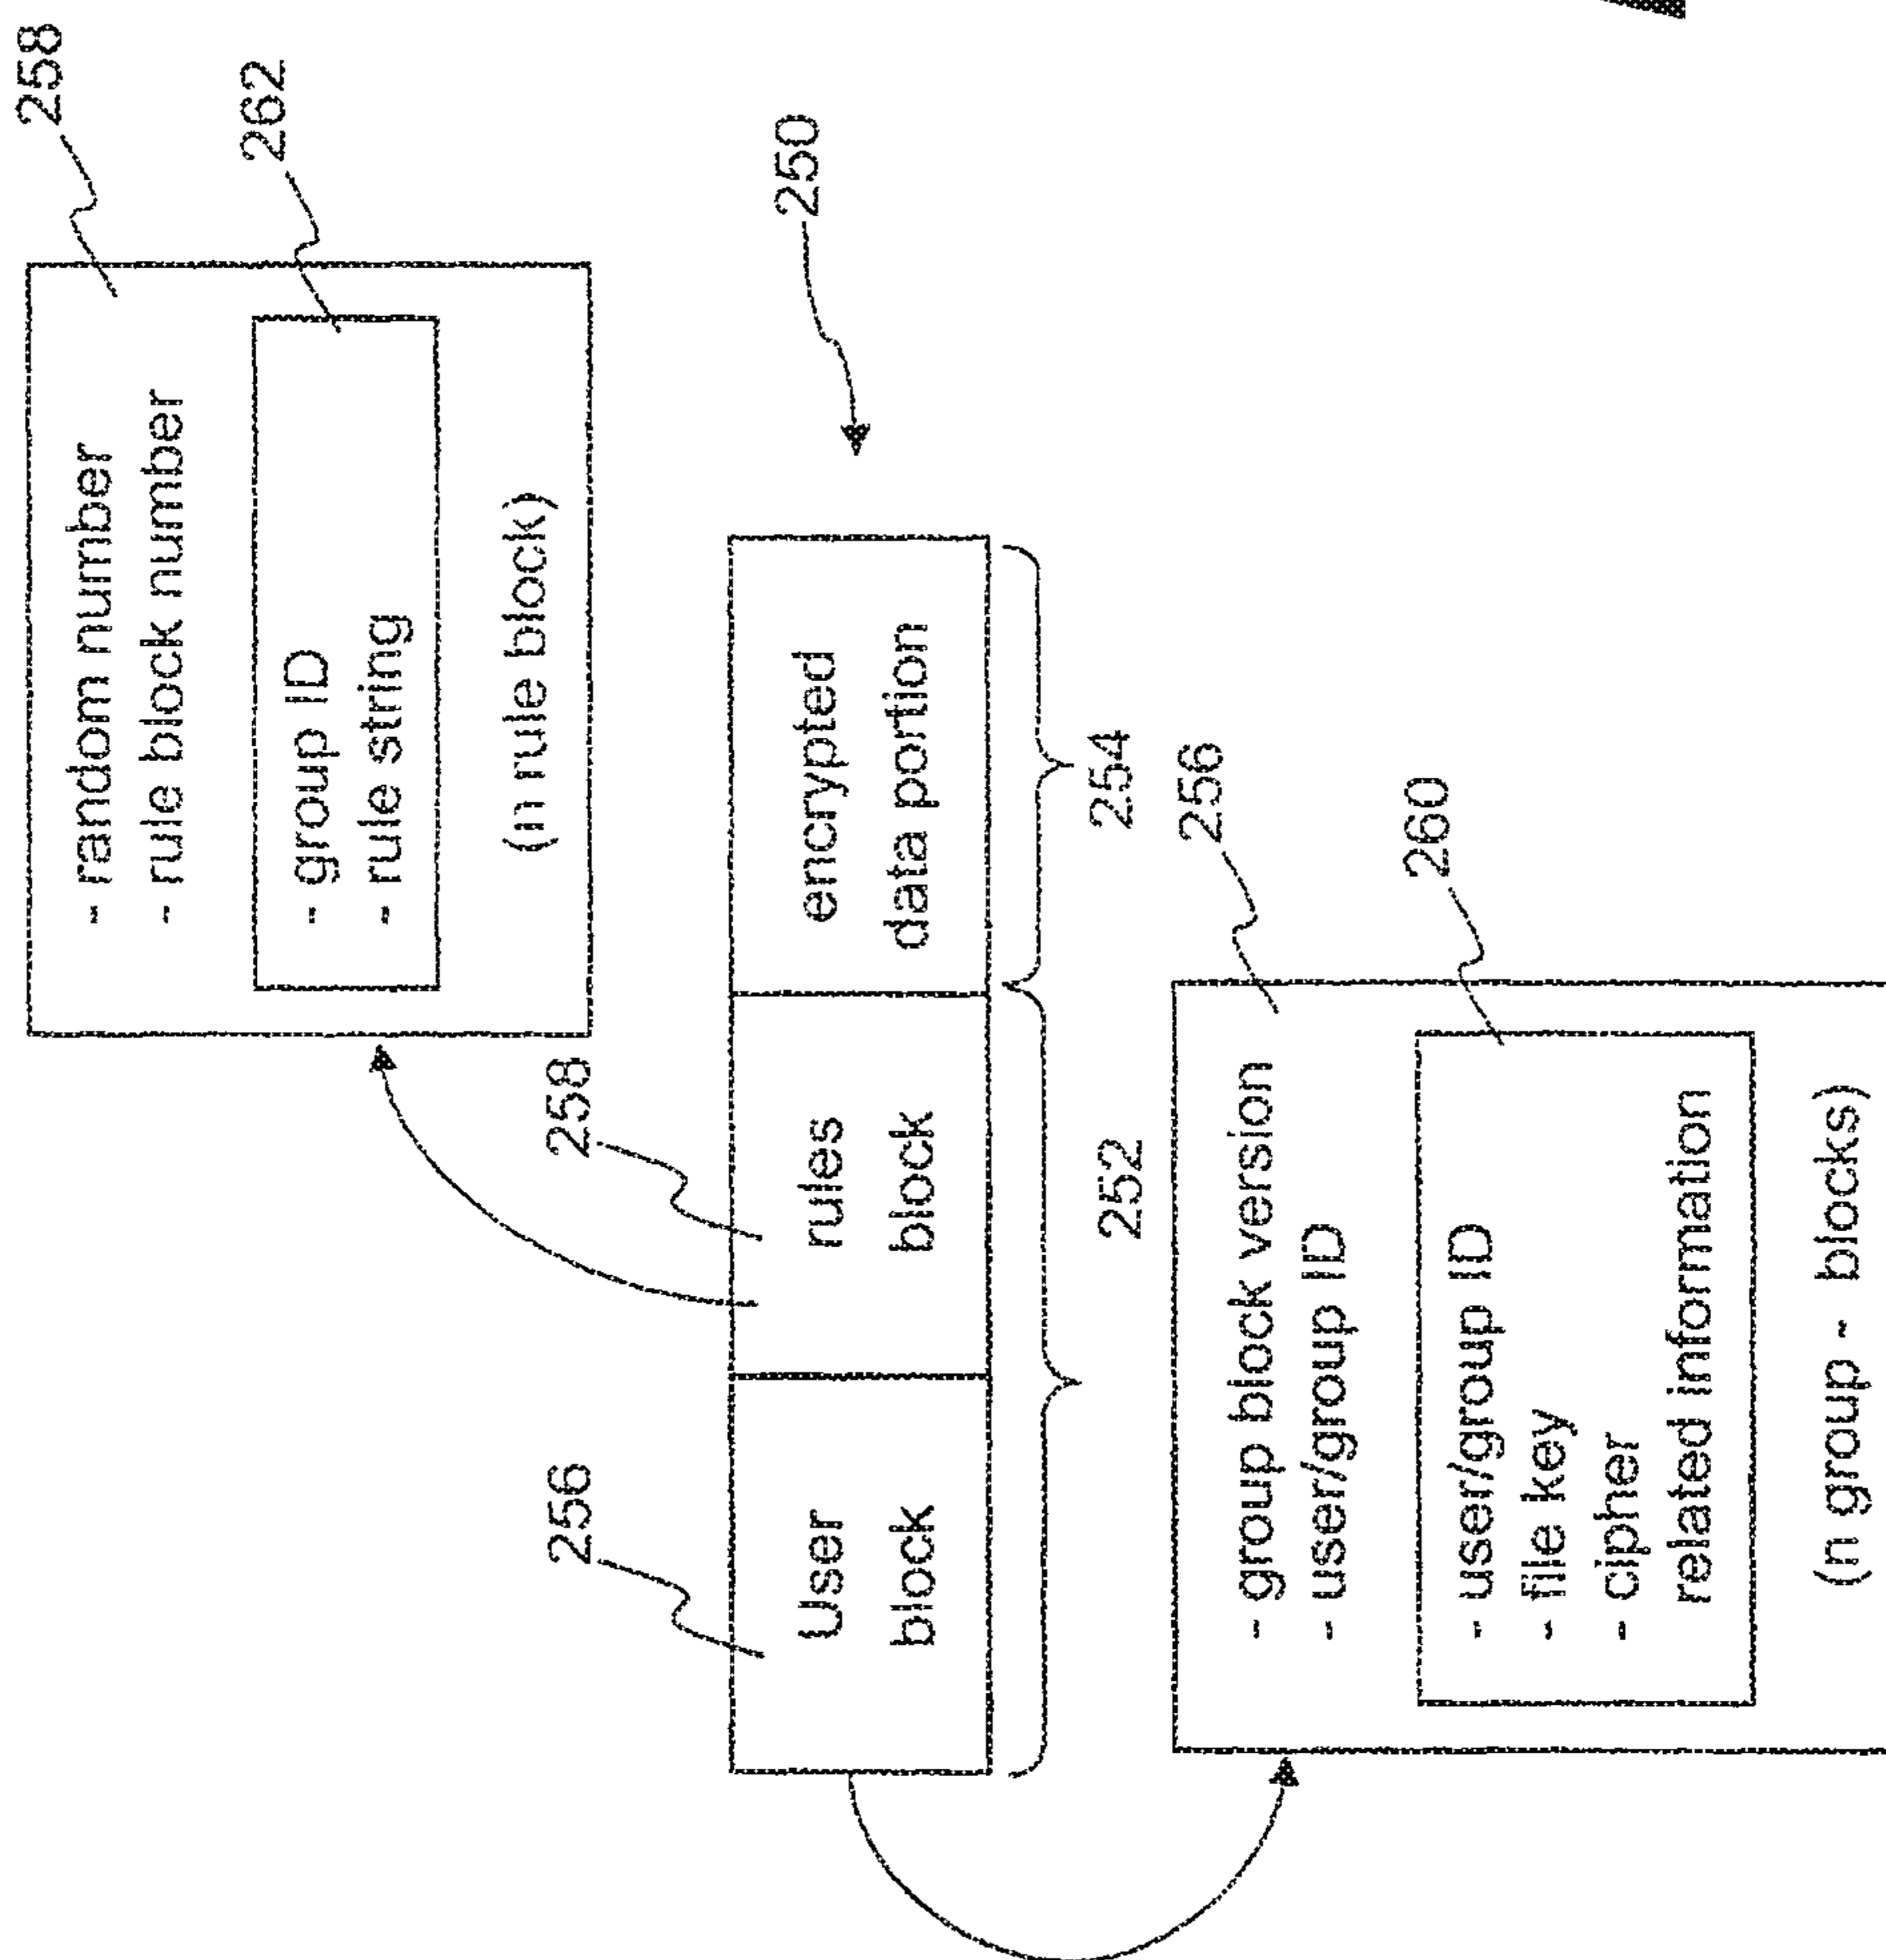 258
- random number
- rule block number
262
- group ID
- rule string
(n rule block)
250
256
User
block
258
rules
block
encrypted
data portion
252
254
256
- group block version
- user/group ID
260
- user/group ID
- file key
- cipher
related information
(n group - blocks)